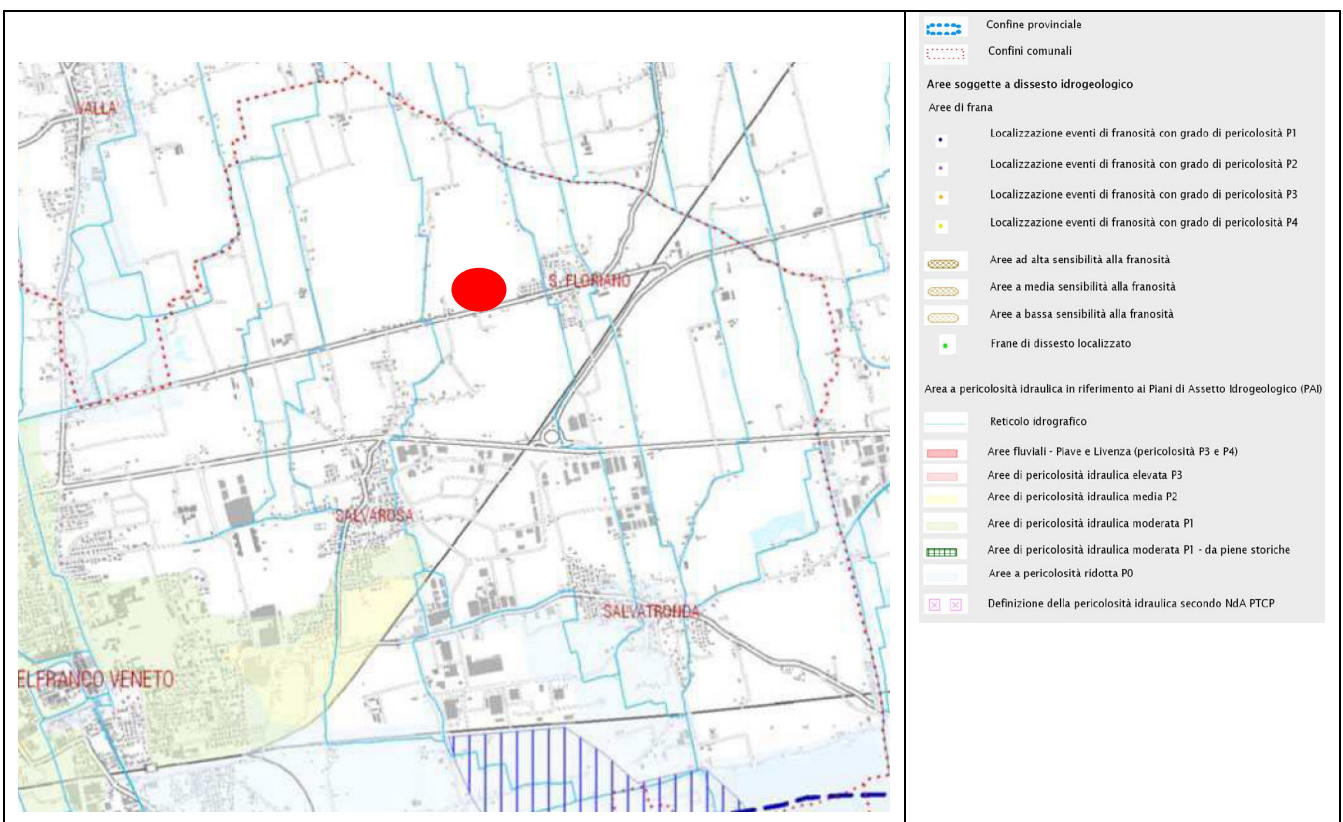 VALLA
S. FLORIANO
SALVAROSA
SALVATRONDA
ELFRANCO VENETO
Confine provinciale
Confini comunali
Aree soggette a dissesto idrogeologico
Aree di frana
Localizzazione eventi di franosità con grado di pericolosità P1
Localizzazione eventi di franosità con grado di pericolosità P2
Localizzazione eventi di franosità con grado di pericolosità P3
Localizzazione eventi di franosità con grado di pericolosità P4
Aree ad alta sensibilità alla franosità
Aree a media sensibilità alla franosità
Aree a bassa sensibilità alla franosità
Frane di dissesto localizzato
Area a pericolosità idraulica in riferimento ai Piani di Assetto Idrogeologico (PAI)
Reticolo idrografico
Aree fluviali - Piave e Livenza (pericolosità P3 e P4)
Aree di pericolosità idraulica elevata P3
Aree di pericolosità idraulica media P2
Aree di pericolosità idraulica moderata P1
Aree di pericolosità idraulica moderata P1 - da piene storiche
Aree a pericolosità ridotta P0
Definizione della pericolosità idraulica secondo NdA PTCP